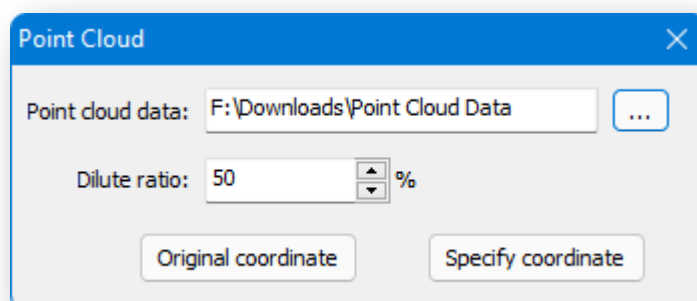 Point Cloud
Point cloud data: F:\Downloads\Point Cloud Data ...
Dilute ratio: 50 %
Original coordinate Specify coordinate